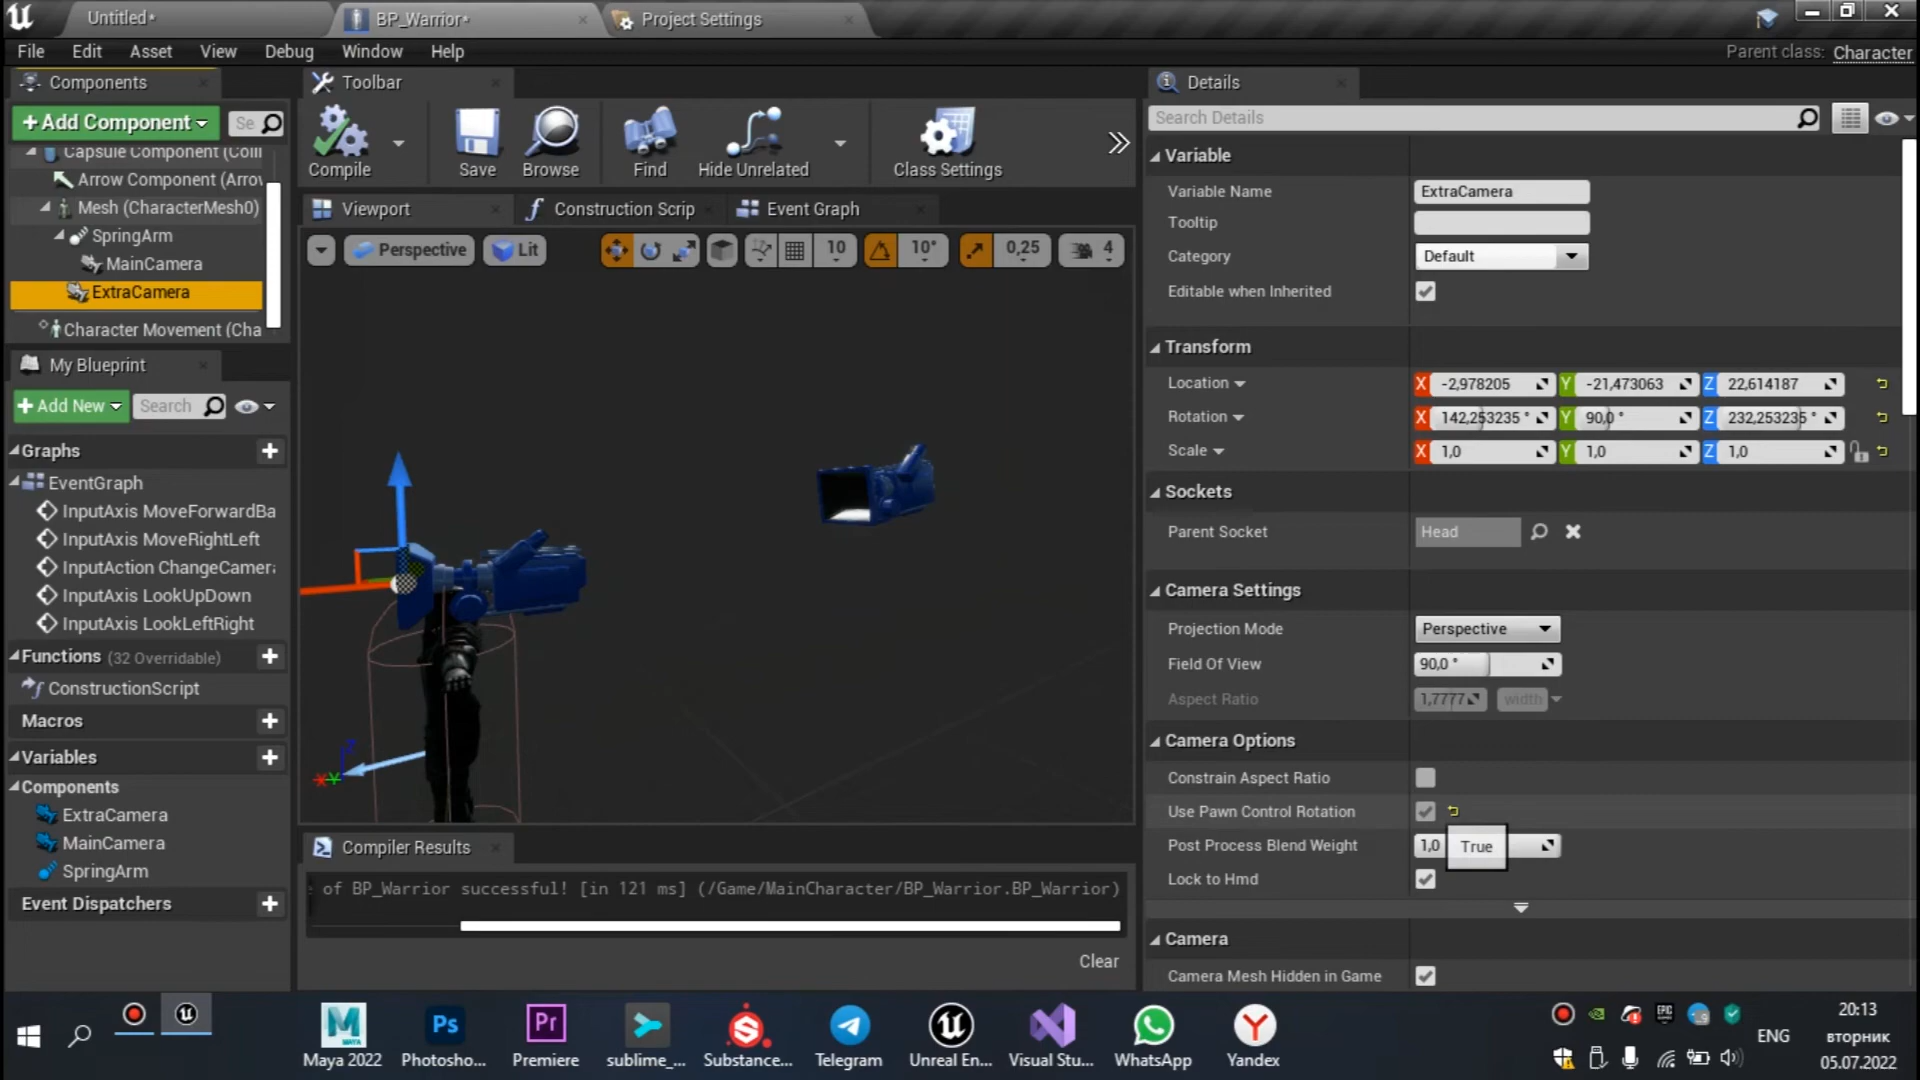 Untitled*
BP_Warrior*
Project Settings
File Edit Asset View Debug Window Help
Parent class: Character
Components
+Add Component
Se
Capsule Component (Colli
Arrow Component (Arrov
Mesh (CharacterMesh0)
SpringArm
MainCamera
ExtraCamera
Character Movement (Cha
My Blueprint
+Add New
Search
Graphs
EventGraph
InputAxis MoveForwardBa
InputAxis MoveRightLeft
InputAction ChangeCamera
InputAxis LookUpDown
InputAxis LookLeftRight
Functions (32 Overridable)
ConstructionScript
Macros
Variables
Components
ExtraCamera
MainCamera
SpringArm
Event Dispatchers
Toolbar
Compile
Save
Browse
Find
Hide Unrelated
Class Settings
Viewport
Construction Scrip
Event Graph
Perspective
Lit
10
10°
0,25
4
Z
X Y
Compiler Results
of BP_Warrior successful! [in 121 ms] (/Game/MainCharacter/BP_Warrior.BP_Warrior)
Clear
Details
Search Details
Variable
Variable Name ExtraCamera
Tooltip
Category Default
Editable when Inherited
Transform
Location X -2,978205 Y -21,473063 Z 22,614187
Rotation X 142,253235 ° Y 90,0 ° Z 232,253235 °
Scale X 1,0 Y 1,0 Z 1,0
Sockets
Parent Socket Head
Camera Settings
Projection Mode Perspective
Field Of View 90,0 °
Aspect Ratio 1,7777 width
Camera Options
Constrain Aspect Ratio
Use Pawn Control Rotation
Post Process Blend Weight 1,0
True
Lock to Hmd
Camera
Camera Mesh Hidden in Game
Maya 2022
Photosho...
Premiere
sublime_...
Substance...
Telegram
Unreal En...
Visual Stu...
WhatsApp
Yandex
M
MAYA
Ps
Pr
Y
EPIC
ENG
20:13
вторник
05.07.2022